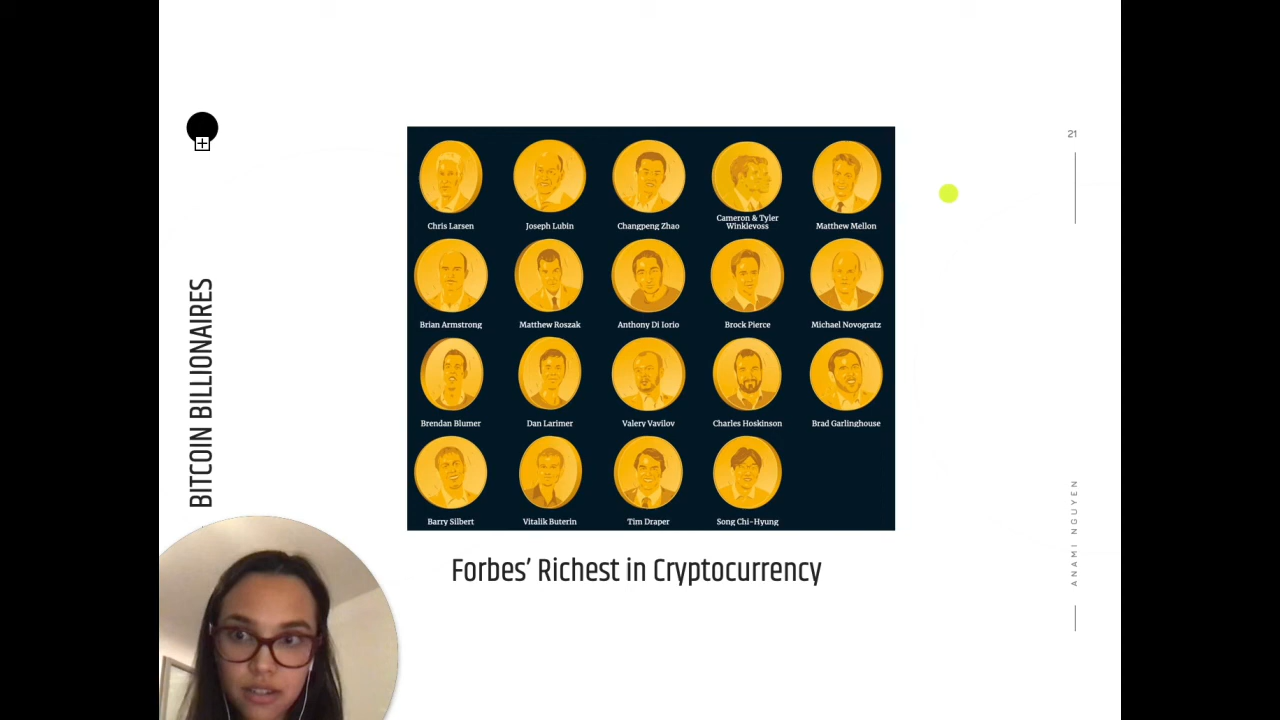 21
BITCOIN BILLIONAIRES
Chris Larsen
Joseph Lubin
Changpeng Zhao
Cameron & Tyler
Winklevoss
Matthew Mellon
Brian Armstrong
Matthew Roszak
Anthony Di Iorio
Brock Pierce
Michael Novogratz
Brendan Blumer
Dan Larimer
Valery Vavilov
Charles Hoskinson
Brad Garlinghouse
Barry Silbert
Vitalik Buterin
Tim Draper
Song Chi-Hyung
Forbes’ Richest in Cryptocurrency
ANAMI NGUYEN